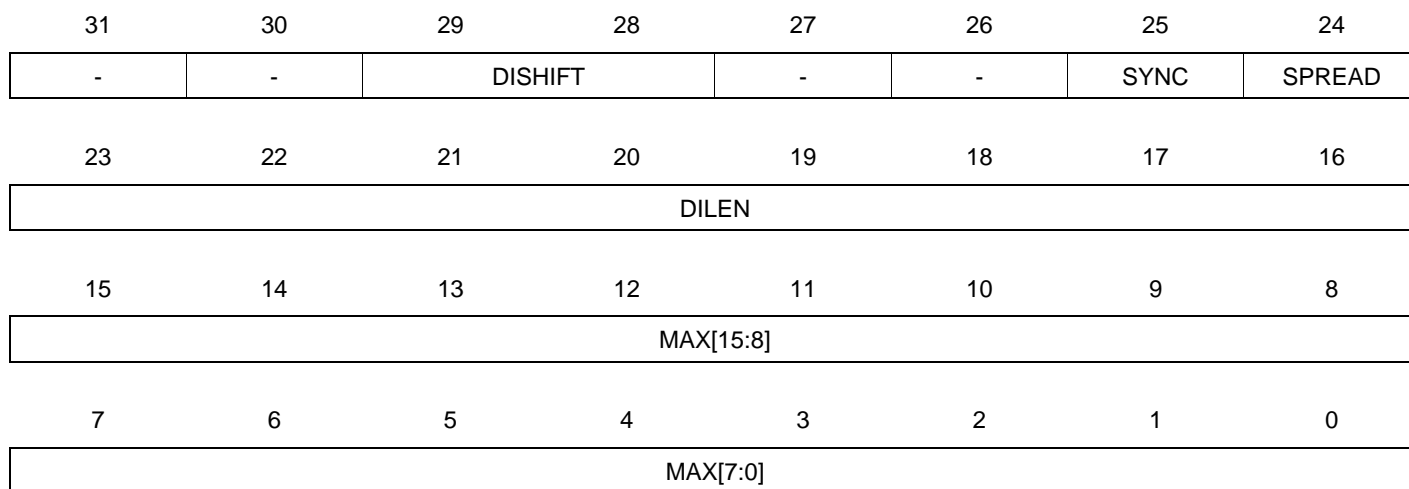 31 30 29 28 27 26 25 24
- - DISHIFT - - SYNC SPREAD
23 22 21 20 19 18 17 16
DILEN
15 14 13 12 11 10 9 8
MAX[15:8]
7 6 5 4 3 2 1 0
MAX[7:0]